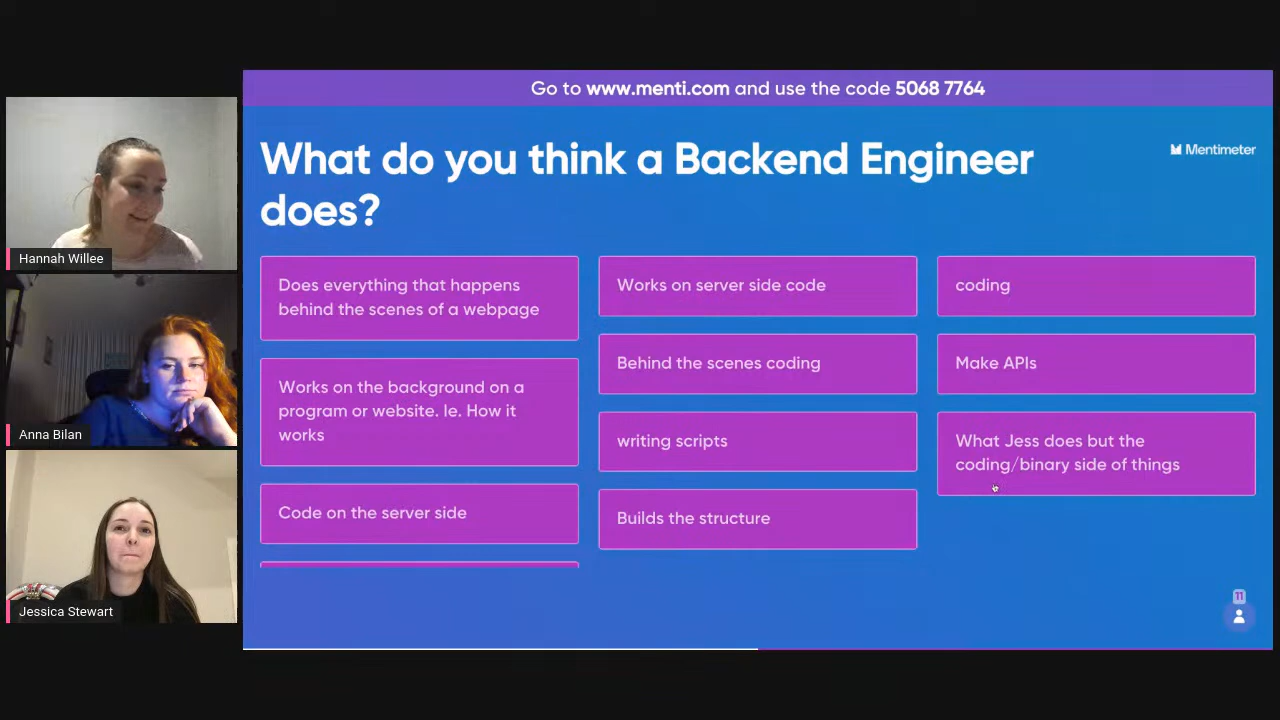 Go to www.menti.com and use the code 5068 7764
What do you think a Backend Engineer
does?
Mentimeter
Does everything that happens
behind the scenes of a webpage
Works on the background on a
program or website. Ie. How it
works
Code on the server side
Works on server side code
Behind the scenes coding
writing scripts
Builds the structure
coding
Make APIs
What Jess does but the
coding/binary side of things
11
Hannah Willee
Anna Bilan
Jessica Stewart